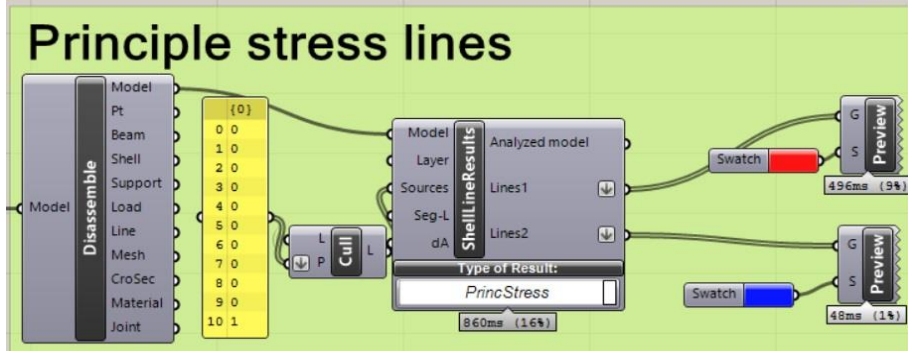 Principle stress lines
Model
Disassemble
Model
Pt
Beam
Shell
Support
Load
Line
Mesh
CroSec
Material
Joint
{0}
0 0
1 0
2 0
3 0
4 0
5 0
6 0
7 0
8 0
9 0
10 1
L
P
Cull
L
Model
Layer
Sources
Seg-L
dA
ShellLineResults
Analyzed model
Lines1
Lines2
Type of Result:
PrincStress
860ms (16%)
Swatch
G
S
Preview
496ms (9%)
Swatch
G
S
Preview
48ms (1%)